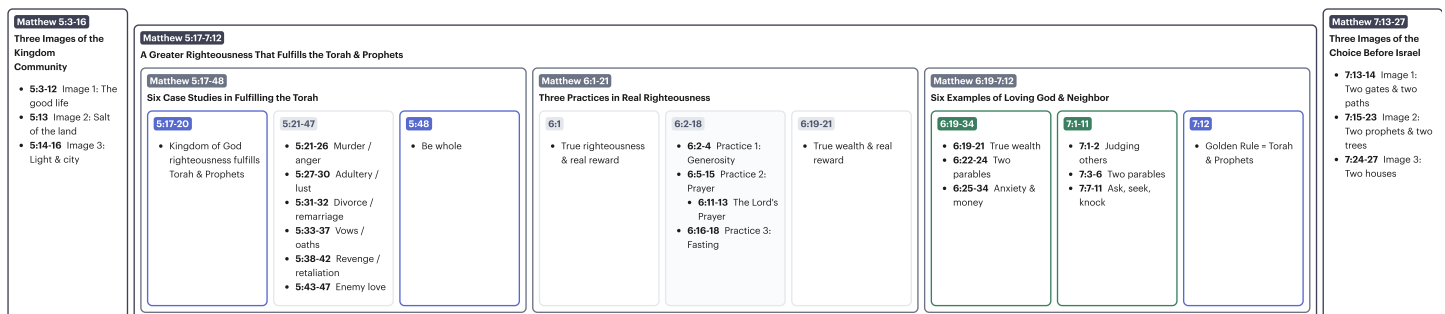 Matthew 5:3-16
Three Images of the
Kingdom
Community
• 5:3-12 Image 1: The
good life
• 5:13 Image 2: Salt
of the land
• 5:14-16 Image 3:
Light & city
Matthew 5:17-7:12
A Greater Righteousness That Fulfills the Torah & Prophets
Matthew 5:17-48
Six Case Studies in Fulfilling the Torah
5:17-20
• Kingdom of God
righteousness fulfills
Torah & Prophets
5:21-47
• 5:21-26 Murder /
anger
• 5:27-30 Adultery /
lust
• 5:31-32 Divorce /
remarriage
• 5:33-37 Vows /
oaths
• 5:38-42 Revenge /
retaliation
• 5:43-47 Enemy love
5:48
• Be whole
Matthew 6:1-21
Three Practices in Real Righteousness
6:1
• True righteousness
& real reward
6:2-18
• 6:2-4 Practice 1:
Generosity
• 6:5-15 Practice 2:
Prayer
• 6:11-13 The Lord's
Prayer
• 6:16-18 Practice 3:
Fasting
6:19-21
• True wealth & real
reward
Matthew 6:19-7:12
Six Examples of Loving God & Neighbor
6:19-34
• 6:19-21 True wealth
• 6:22-24 Two
parables
• 6:25-34 Anxiety &
money
7:1-11
• 7:1-2 Judging
others
• 7:3-6 Two parables
• 7:7-11 Ask, seek,
knock
7:12
• Golden Rule = Torah
& Prophets
Matthew 7:13-27
Three Images of the
Choice Before Israel
• 7:13-14 Image 1:
Two gates & two
paths
• 7:15-23 Image 2:
Two prophets & two
trees
• 7:24-27 Image 3:
Two houses